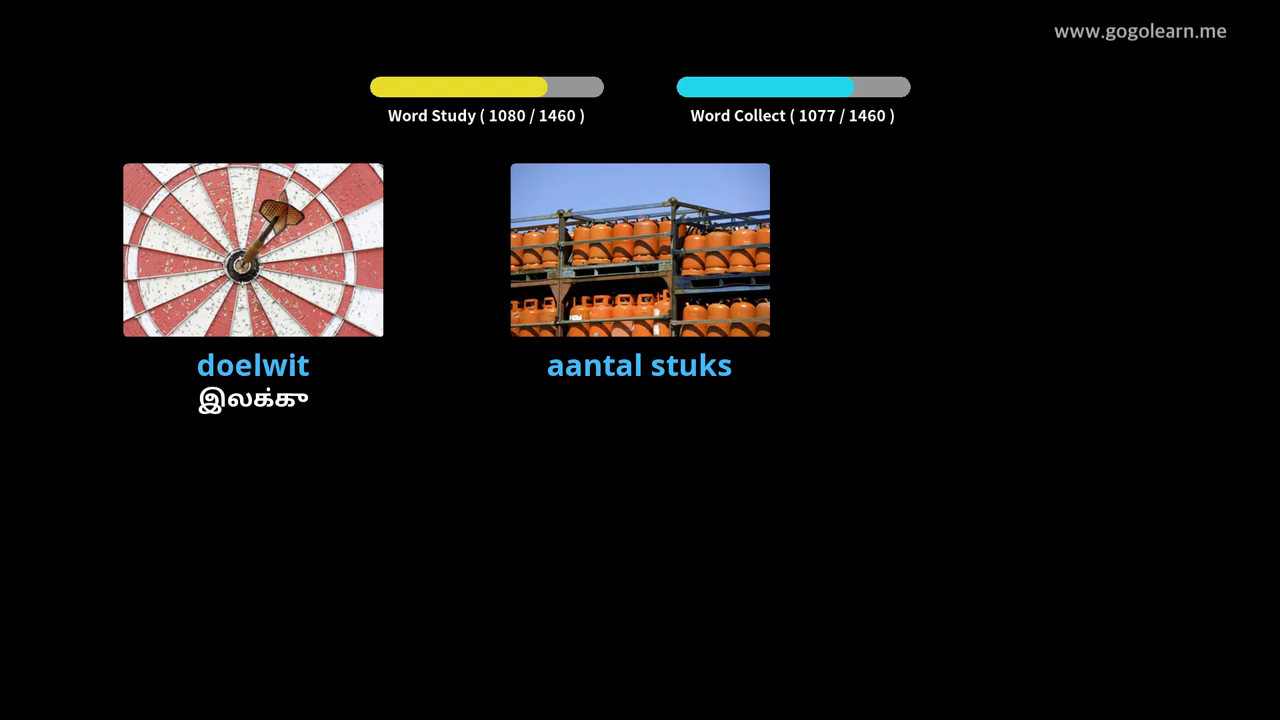 www.gogolearn.me
Word Study ( 1080 / 1460 )
Word Collect ( 1077 / 1460 )
doelwit
இலக்கு
aantal stuks